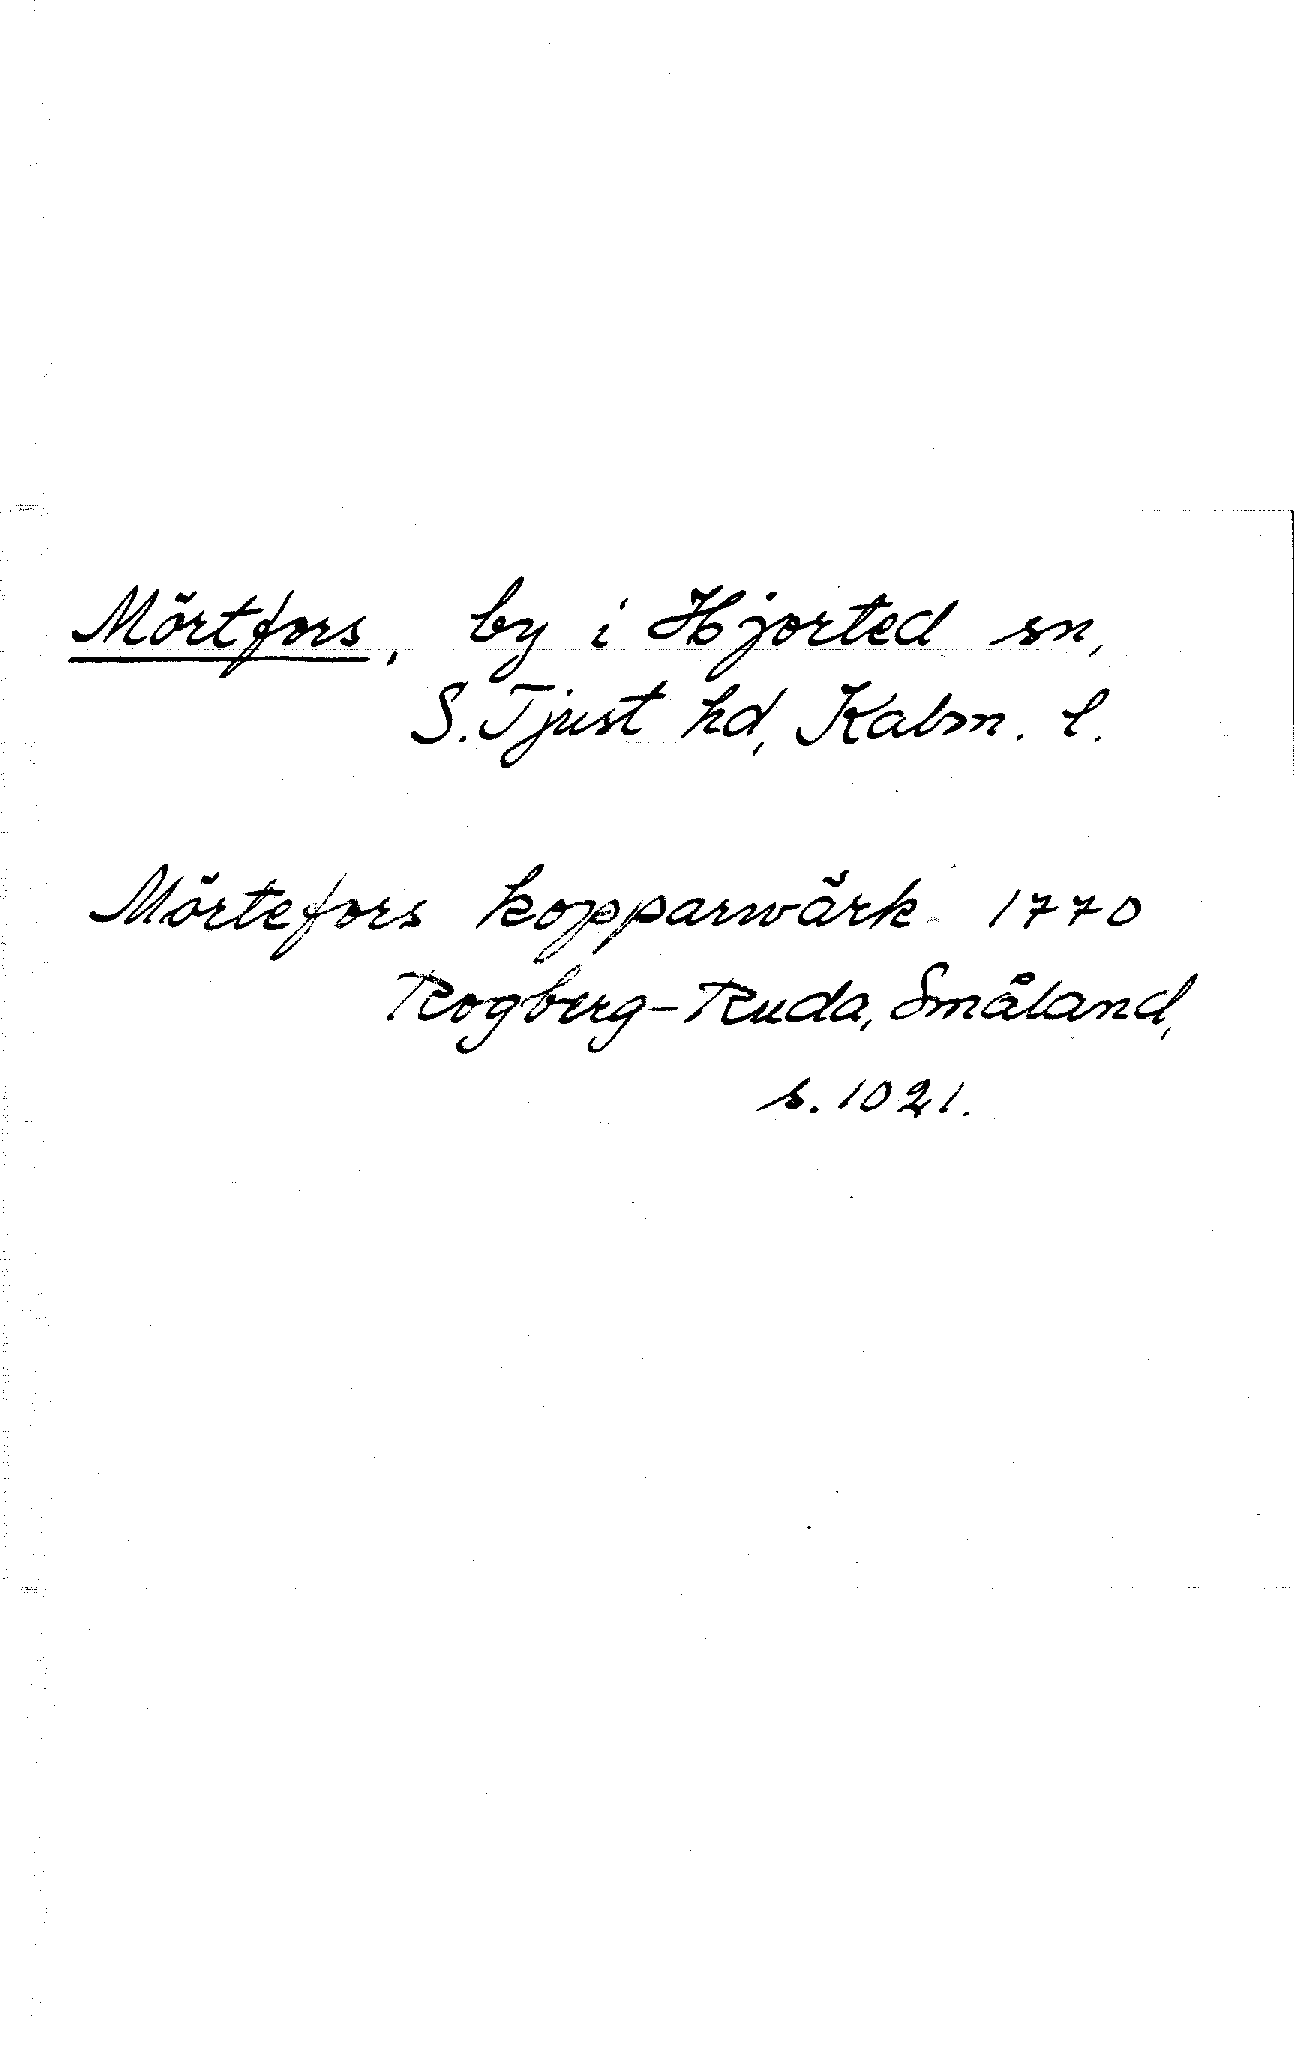 Mörtfors, by i Hjorted sn,
S. Tjust hd, Kalm. l.
Mörtefors kopparwärk 1770
Rogberg-Ruda, Småland,
s. 1021.